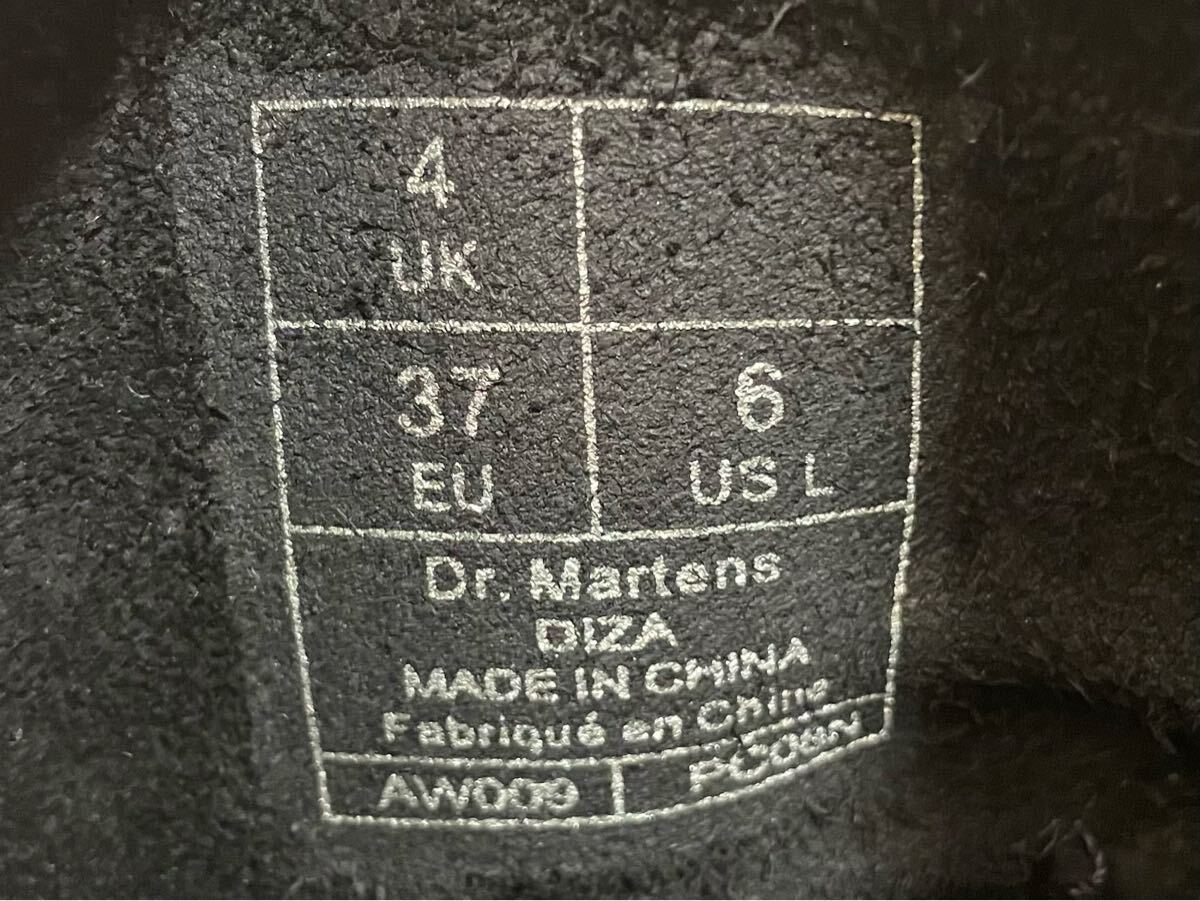 4
UK
37
EU
6
US L
Dr. Martens
DIZA
MADE IN CHINA
Fabriqué en Chine
AW009